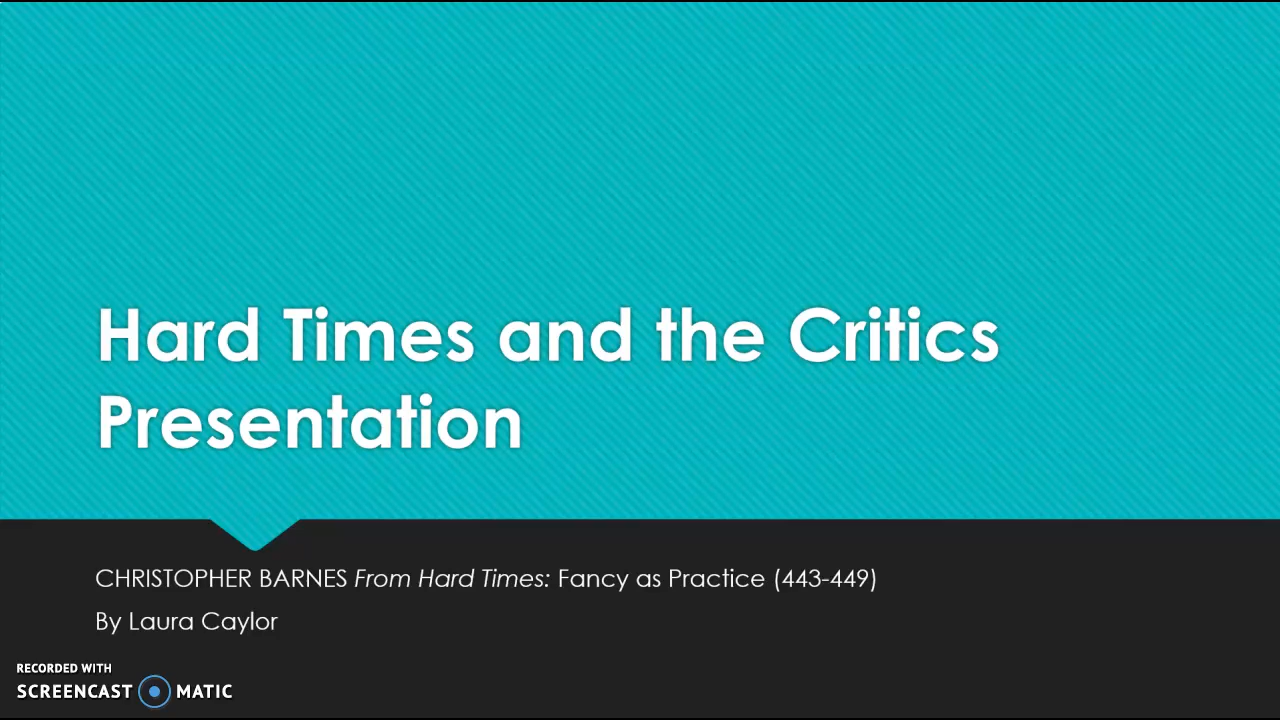 Hard Times and the Critics
Presentation
CHRISTOPHER BARNES From Hard Times: Fancy as Practice (443-449)
By Laura Caylor
RECORDED WITH
SCREENCAST MATIC